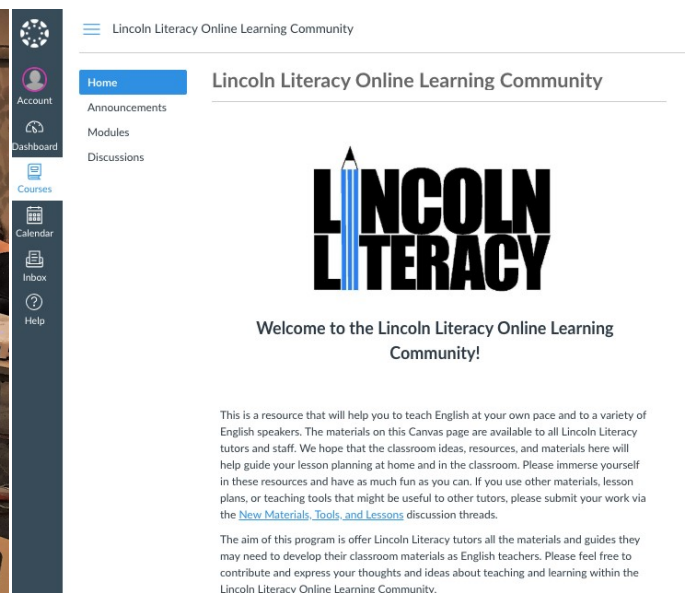 Lincoln Literacy Online Learning Community
Account
Dashboard
Courses
Calendar
Inbox
Help
Home
Announcements
Modules
Discussions
Lincoln Literacy Online Learning Community
LINCOLN
LITERACY
Welcome to the Lincoln Literacy Online Learning
Community!
This is a resource that will help you to teach English at your own pace and to a variety of
English speakers. The materials on this Canvas page are available to all Lincoln Literacy
tutors and staff. We hope that the classroom ideas, resources, and materials here will
help guide your lesson planning at home and in the classroom. Please immerse yourself
in these resources and have as much fun as you can. If you use other materials, lesson
plans, or teaching tools that might be useful to other tutors, please submit your work via
the New Materials, Tools, and Lessons discussion threads.
The aim of this program is offer Lincoln Literacy tutors all the materials and guides they
may need to develop their classroom materials as English teachers. Please feel free to
contribute and express your thoughts and ideas about teaching and learning within the
Lincoln Literacy Online Learning Community.